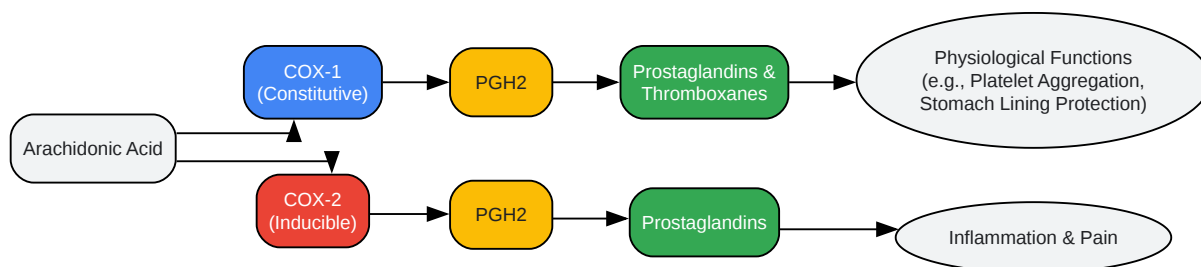 COX-1
(Constitutive)
PGH2
Prostaglandins &
Thromboxanes
Physiological Functions
(e.g., Platelet Aggregation,
Stomach Lining Protection)
Arachidonic Acid
COX-2
(Inducible)
PGH2
Prostaglandins
Inflammation & Pain